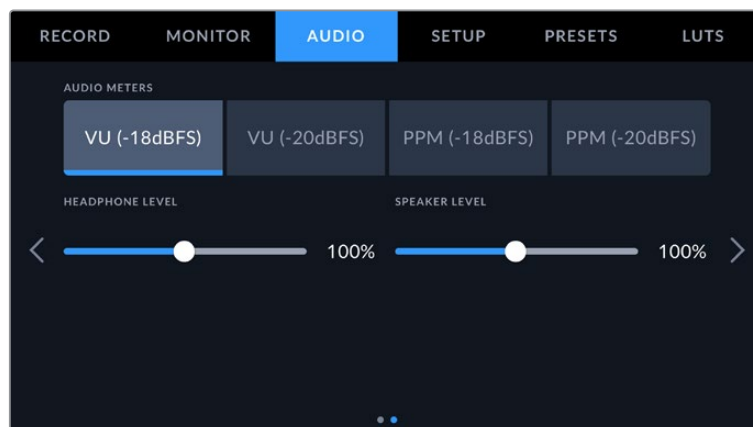 RECORD MONITOR AUDIO SETUP PRESETS LUTS
AUDIO METERS
VU (-18dBFS) VU (-20dBFS) PPM (-18dBFS) PPM (-20dBFS)
HEADPHONE LEVEL SPEAKER LEVEL
100% 100%